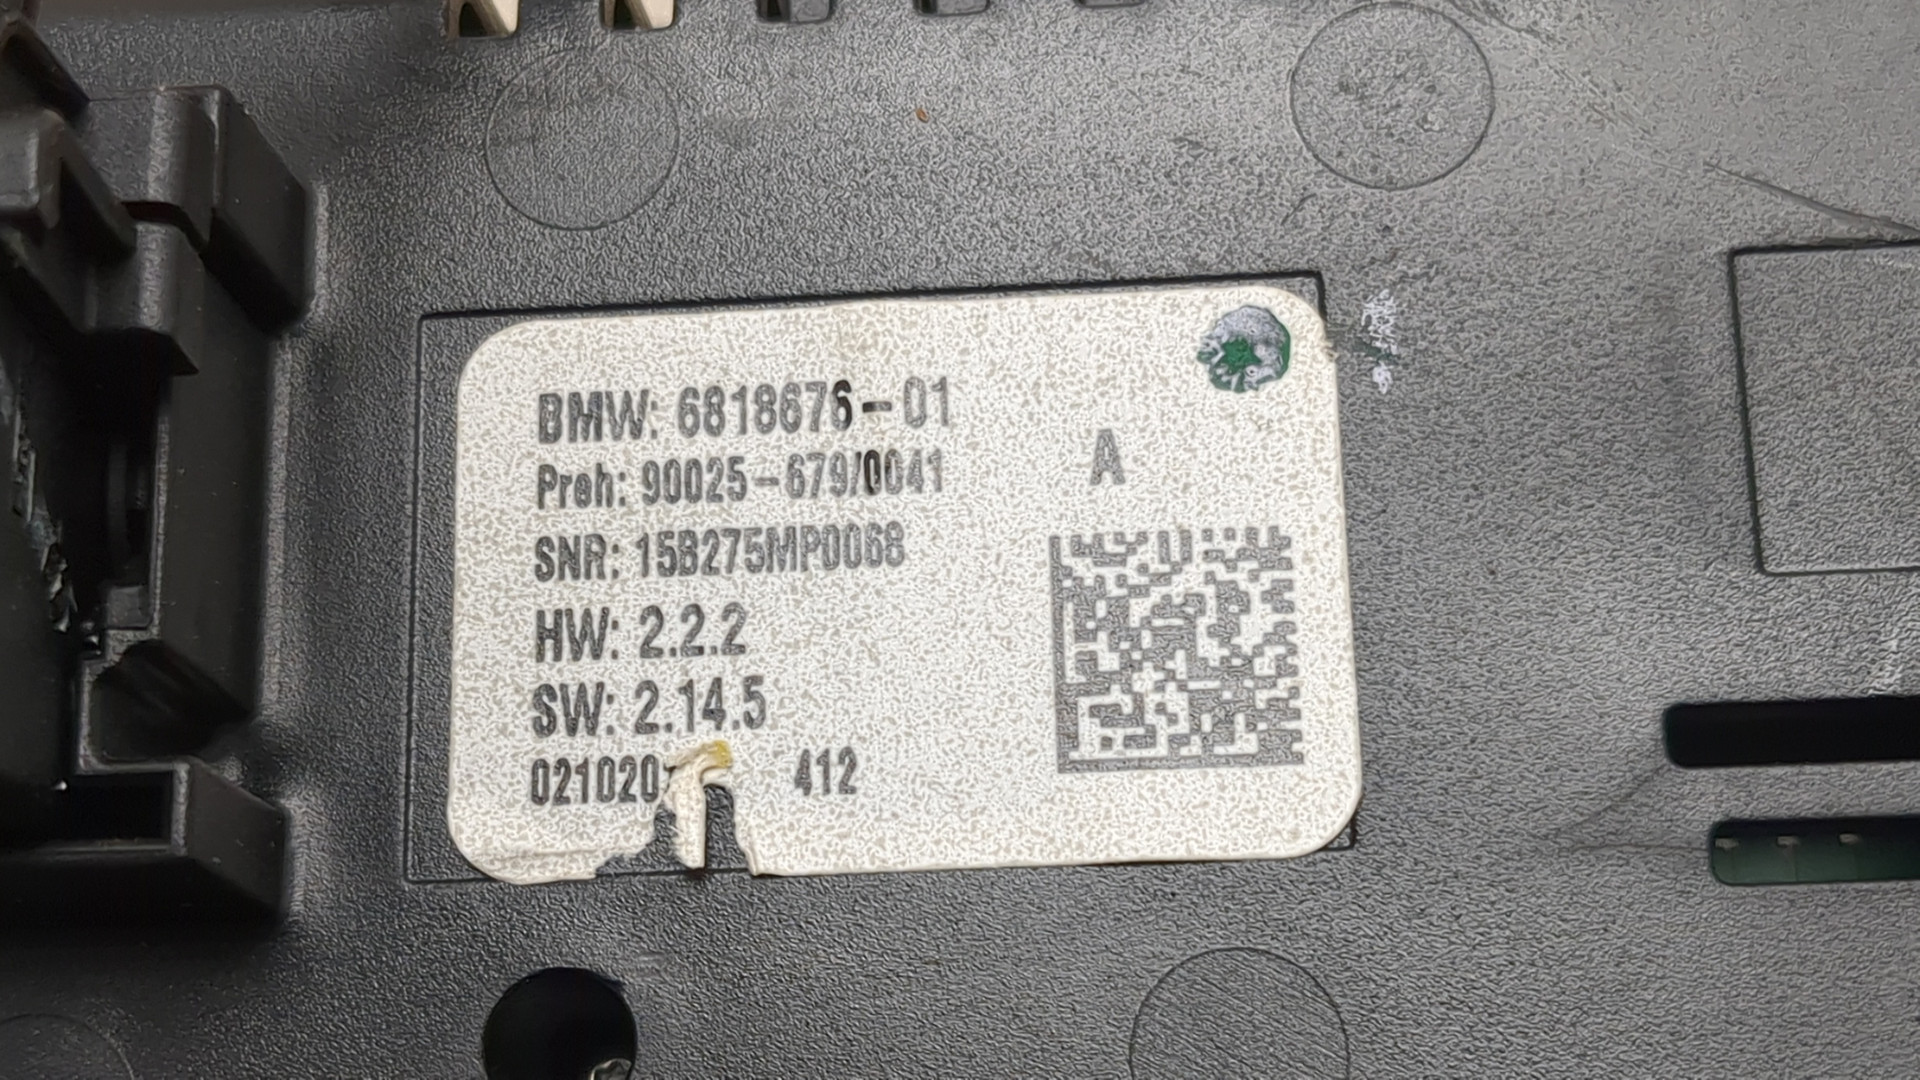 BMW: 6818676-01
Preh: 90025-679/0041
A
SNR: 15B275MP0068
HW: 2.2.2
SW: 2.14.5
021020 412